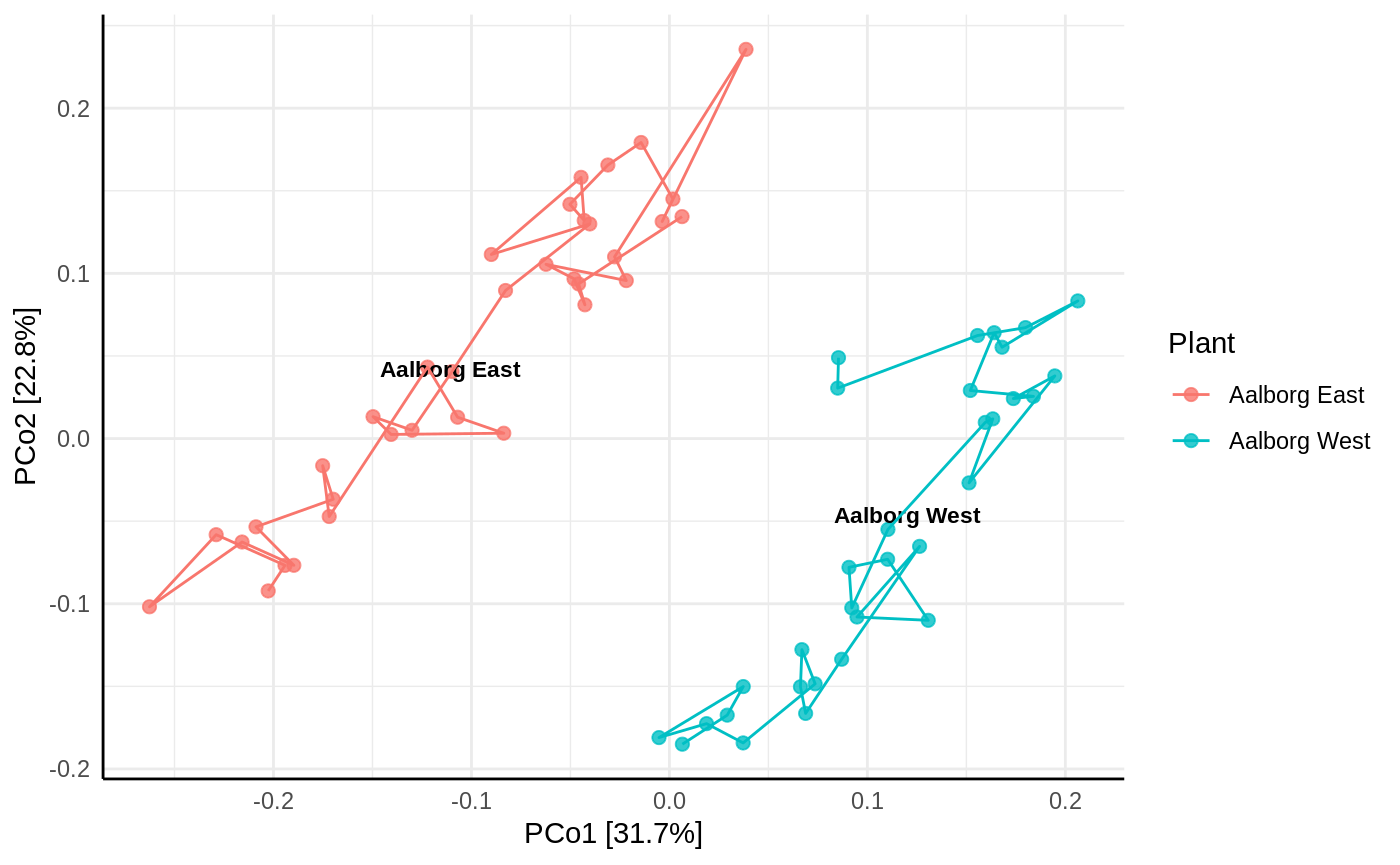 0.2
0.1
0.0
-0.1
-0.2
PCo2 [22.8%]
Aalborg East
Aalborg West
-0.2 -0.1 0.0 0.1 0.2
PCo1 [31.7%]
Plant
Aalborg East
Aalborg West